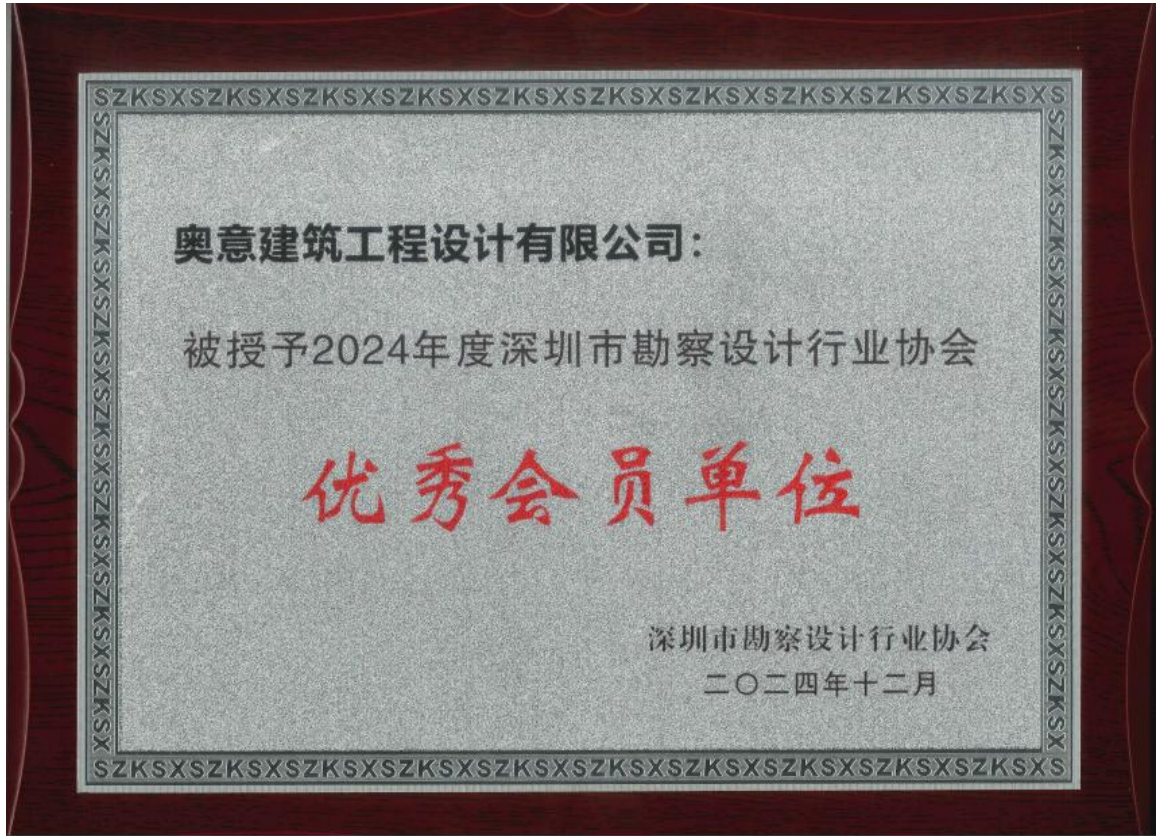 SZKSXSZKSXSZKSXSZKSXSZKSXSZKSXSZKSXSZKSXSZKSXSZKSXSZKSXS
奥意建筑工程设计有限公司：
被授予2024年度深圳市勘察设计行业协会
优秀会员单位
深圳市勘察设计行业协会
二〇二四年十二月
SZKSXSZKSXSZKSXSZKSXSZKSXSZKSXSZKSXSZKSXSZKSXSZKSXSZKSXS